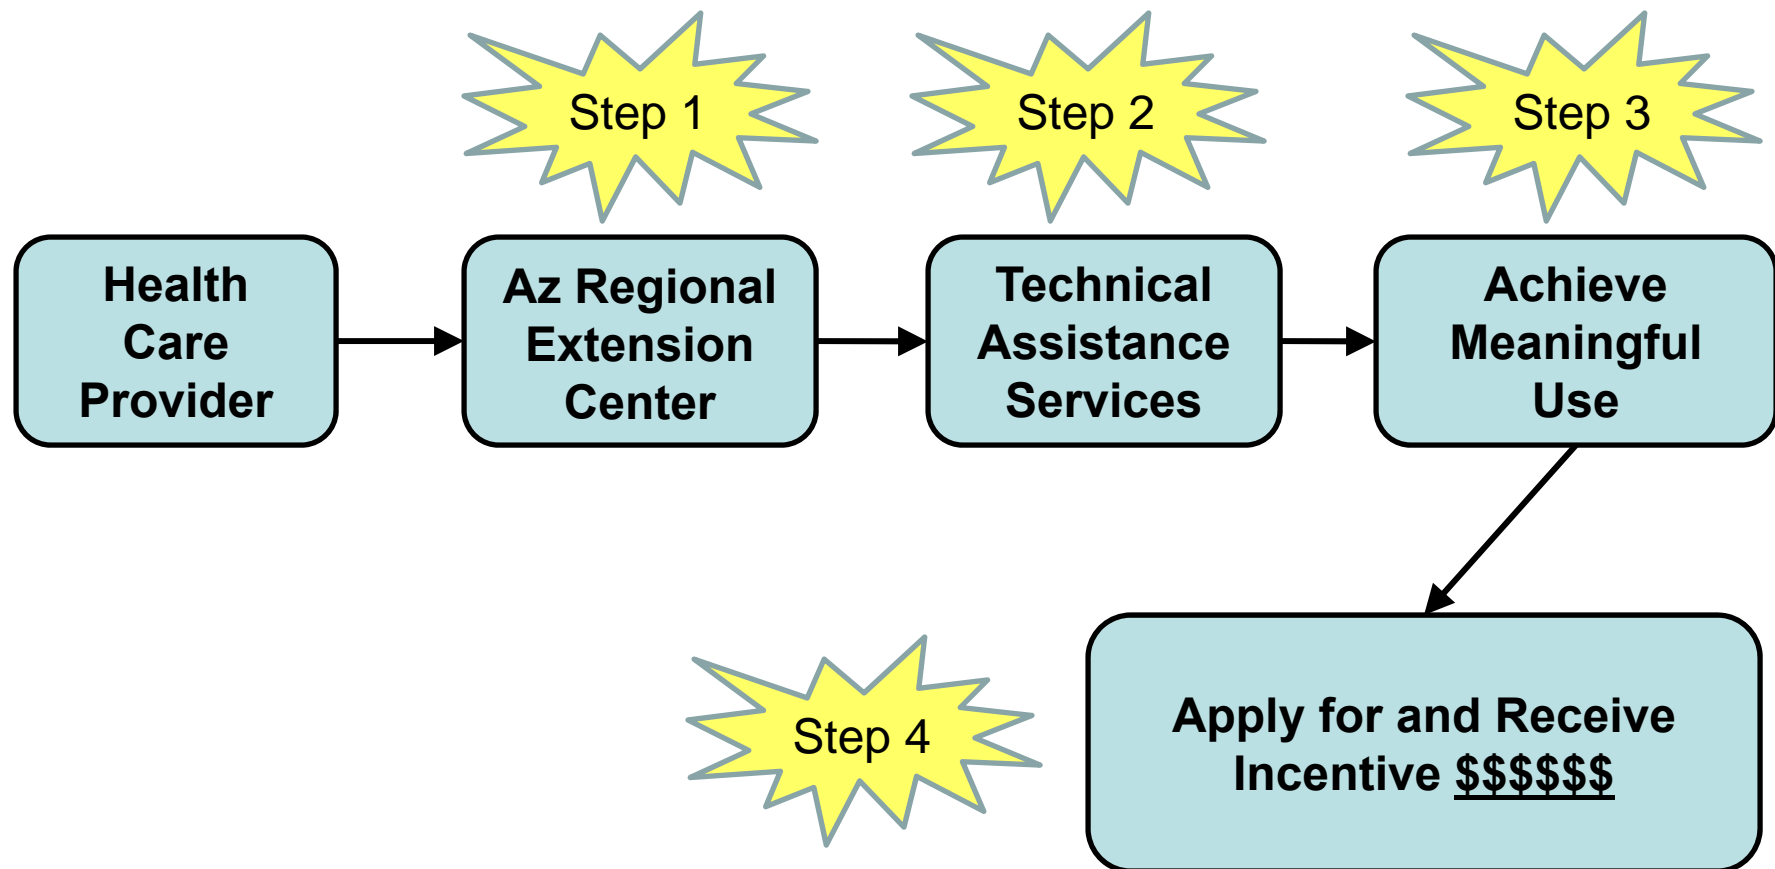 Step 1
Step 2
Step 3
Health
Care
Provider
Az Regional
Extension
Center
Technical
Assistance
Services
Achieve
Meaningful
Use
Step 4
Apply for and Receive
Incentive $$$$$$